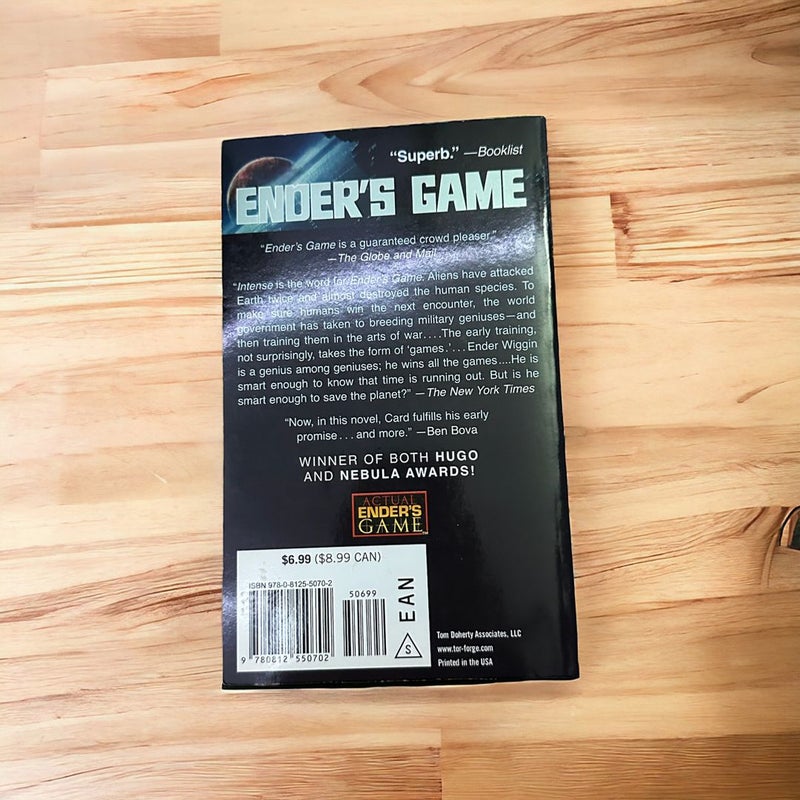 “Superb.” —Booklist
ENDER'S GAME
“Ender's Game is a guaranteed crowd pleaser.”
—The Globe and Mail
“Intense is the word for Ender's Game. Aliens have attacked
Earth twice and almost destroyed the human species. To
make sure humans win the next encounter, the world
government has taken to breeding military geniuses—and
then training them in the arts of war....The early training,
not surprisingly, takes the form of ‘games.’... Ender Wiggin
is a genius among geniuses; he wins all the games....He is
smart enough to know that time is running out. But is he
smart enough to save the planet?” —The New York Times
“Now, in this novel, Card fulfills his early
promise... and more.” —Ben Bova
WINNER OF BOTH HUGO
AND NEBULA AWARDS!
ACTUAL
ENDER'S
GAME™
$6.99 ($8.99 CAN)
ISBN 978-0-8125-5070-2
50699
9 780812 550702
EAN
S
Tom Doherty Associates, LLC
www.tor-forge.com
Printed in the USA